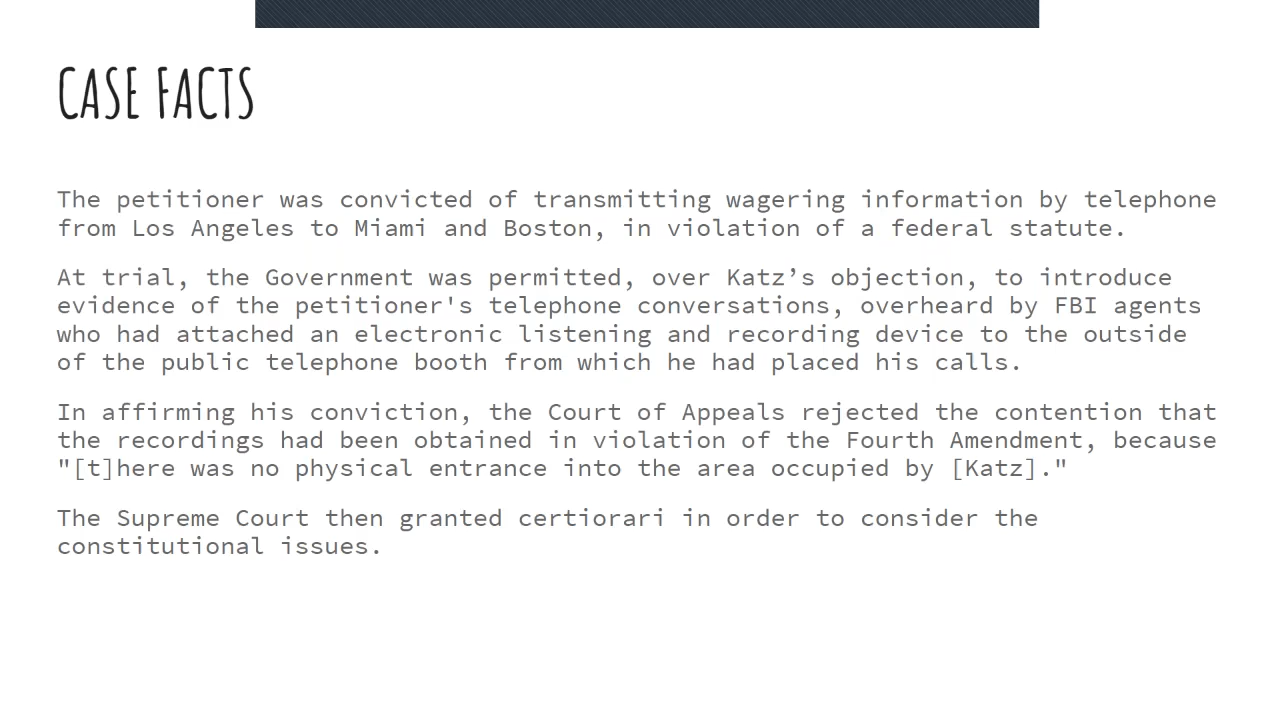 CASE FACTS
The petitioner was convicted of transmitting wagering information by telephone
from Los Angeles to Miami and Boston, in violation of a federal statute.
At trial, the Government was permitted, over Katz’s objection, to introduce
evidence of the petitioner's telephone conversations, overheard by FBI agents
who had attached an electronic listening and recording device to the outside
of the public telephone booth from which he had placed his calls.
In affirming his conviction, the Court of Appeals rejected the contention that
the recordings had been obtained in violation of the Fourth Amendment, because
"[t]here was no physical entrance into the area occupied by [Katz]."
The Supreme Court then granted certiorari in order to consider the
constitutional issues.